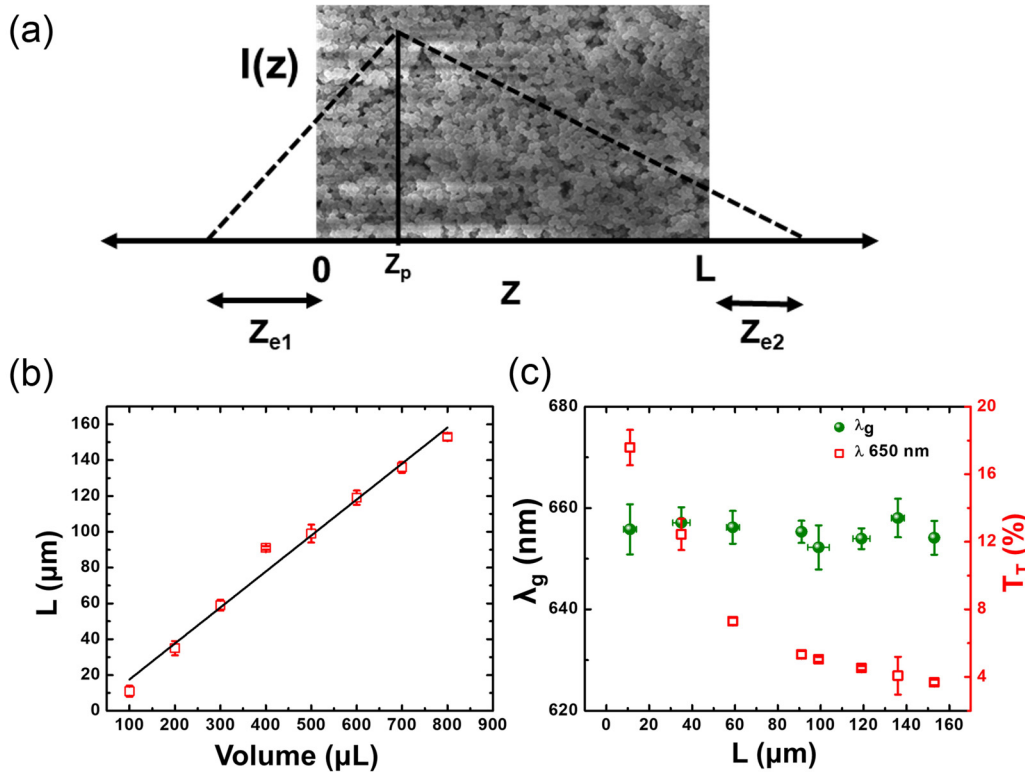 (a)
I(z)
0
Zp
L
Z
Ze1
Ze2
(b)
160
140
120
100
80
60
40
20
0
L (μm)
100 200 300 400 500 600 700 800 900
Volume (μL)
(c)
680
660
640
620
λg (nm)
λg
λ 650 nm
20
16
12
8
4
TT (%)
0 20 40 60 80 100 120 140 160
L (μm)